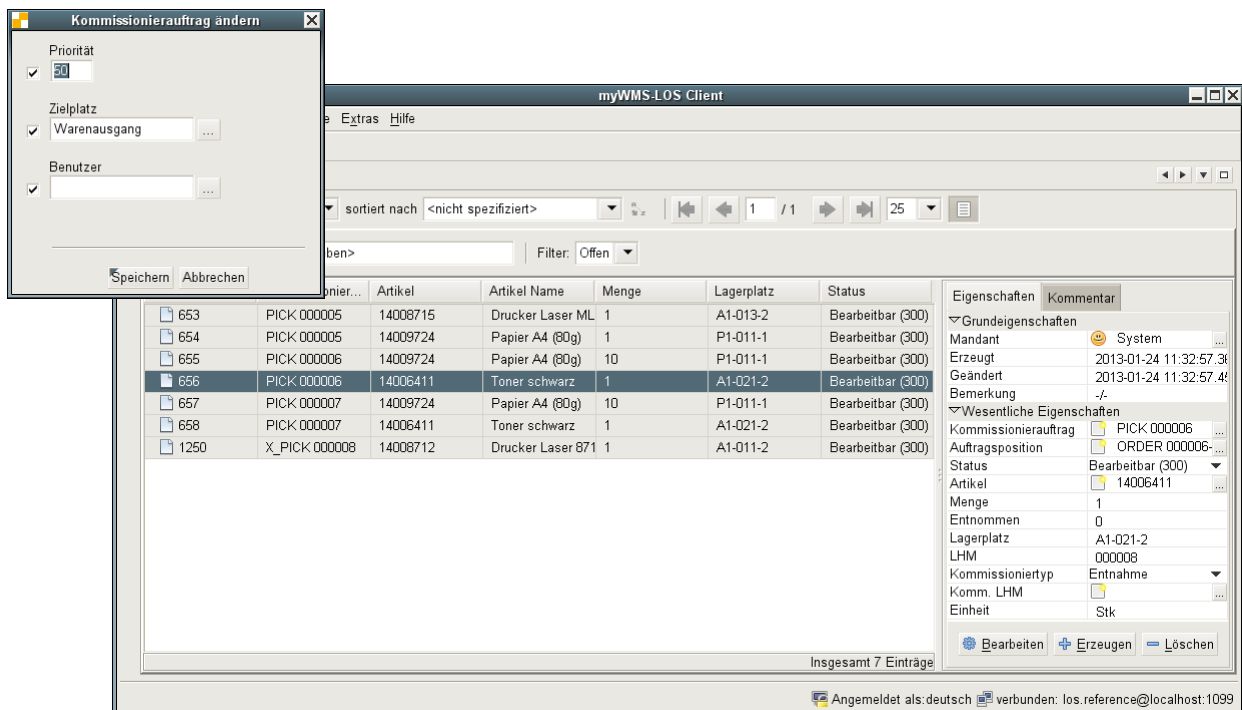 Kommissionierauftrag ändern
Priorität
50
Zielplatz
Warenausgang ...
Benutzer
...
Speichern Abbrechen
myWMS-LOS Client
e Extras Hilfe
sortiert nach <nicht spezifiziert> 1 / 1 25
ben> Filter: Offen
onier... Artikel Artikel Name Menge Lagerplatz Status
653 PICK 000005 14008715 Drucker Laser ML 1 A1-013-2 Bearbeitbar (300)
654 PICK 000005 14009724 Papier A4 (80g) 1 P1-011-1 Bearbeitbar (300)
655 PICK 000006 14009724 Papier A4 (80g) 10 P1-011-1 Bearbeitbar (300)
656 PICK 000006 14006411 Toner schwarz 1 A1-021-2 Bearbeitbar (300)
657 PICK 000007 14009724 Papier A4 (80g) 10 P1-011-1 Bearbeitbar (300)
658 PICK 000007 14006411 Toner schwarz 1 A1-021-2 Bearbeitbar (300)
1250 X_PICK 000008 14008712 Drucker Laser 871 1 A1-011-2 Bearbeitbar (300)
Insgesamt 7 Einträge
Eigenschaften Kommentar
Grundeigenschaften
Mandant System ...
Erzeugt 2013-01-24 11:32:57.3
Geändert 2013-01-24 11:32:57.4
Bemerkung -/-
Wesentliche Eigenschaften
Kommissionierauftrag PICK 000006 ...
Auftragsposition ORDER 000006- ...
Status Bearbeitbar (300)
Artikel 14006411 ...
Menge 1
Entnommen 0
Lagerplatz A1-021-2
LHM 000008
Kommissioniertyp Entnahme
Komm. LHM ...
Einheit Stk
Bearbeiten Erzeugen Löschen
Angemeldet als:deutsch verbunden: los.reference@localhost:1099